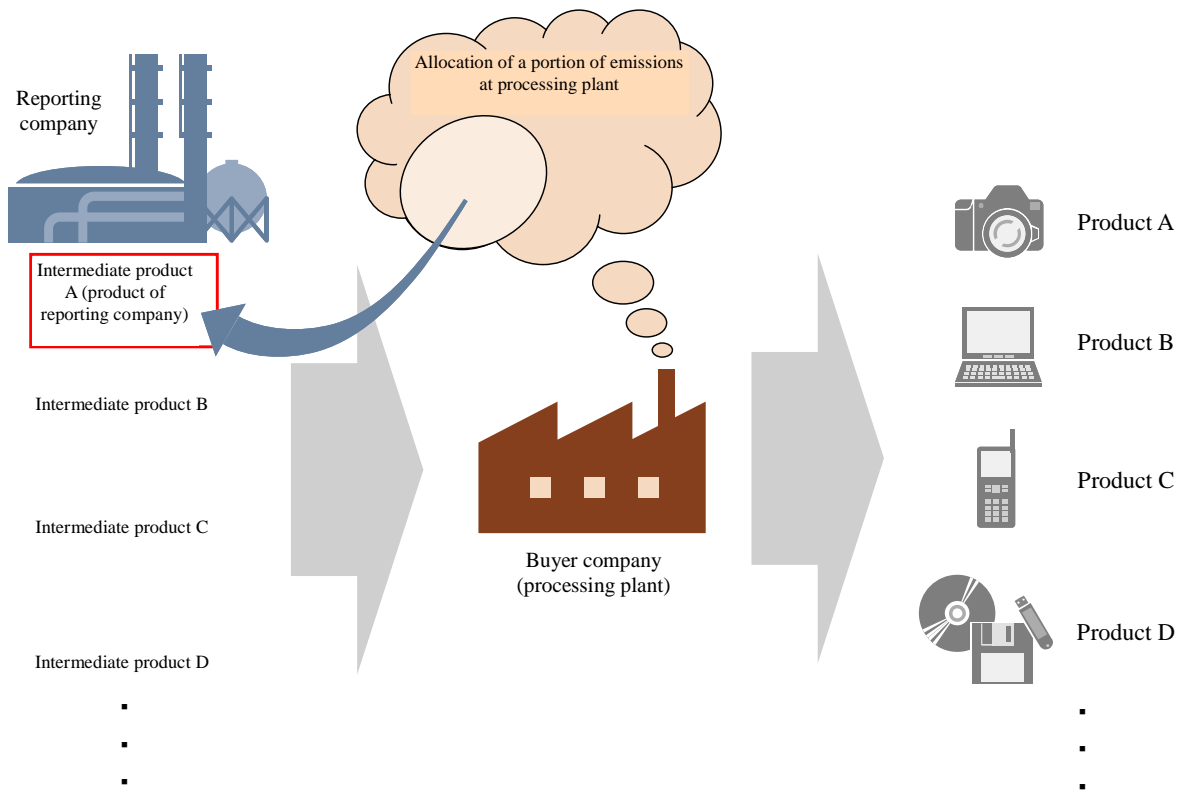 Reporting
company
Allocation of a portion of emissions
at processing plant
Intermediate product
A (product of
reporting company)
Intermediate product B
Intermediate product C
Intermediate product D
Buyer company
(processing plant)
Product A
Product B
Product C
Product D